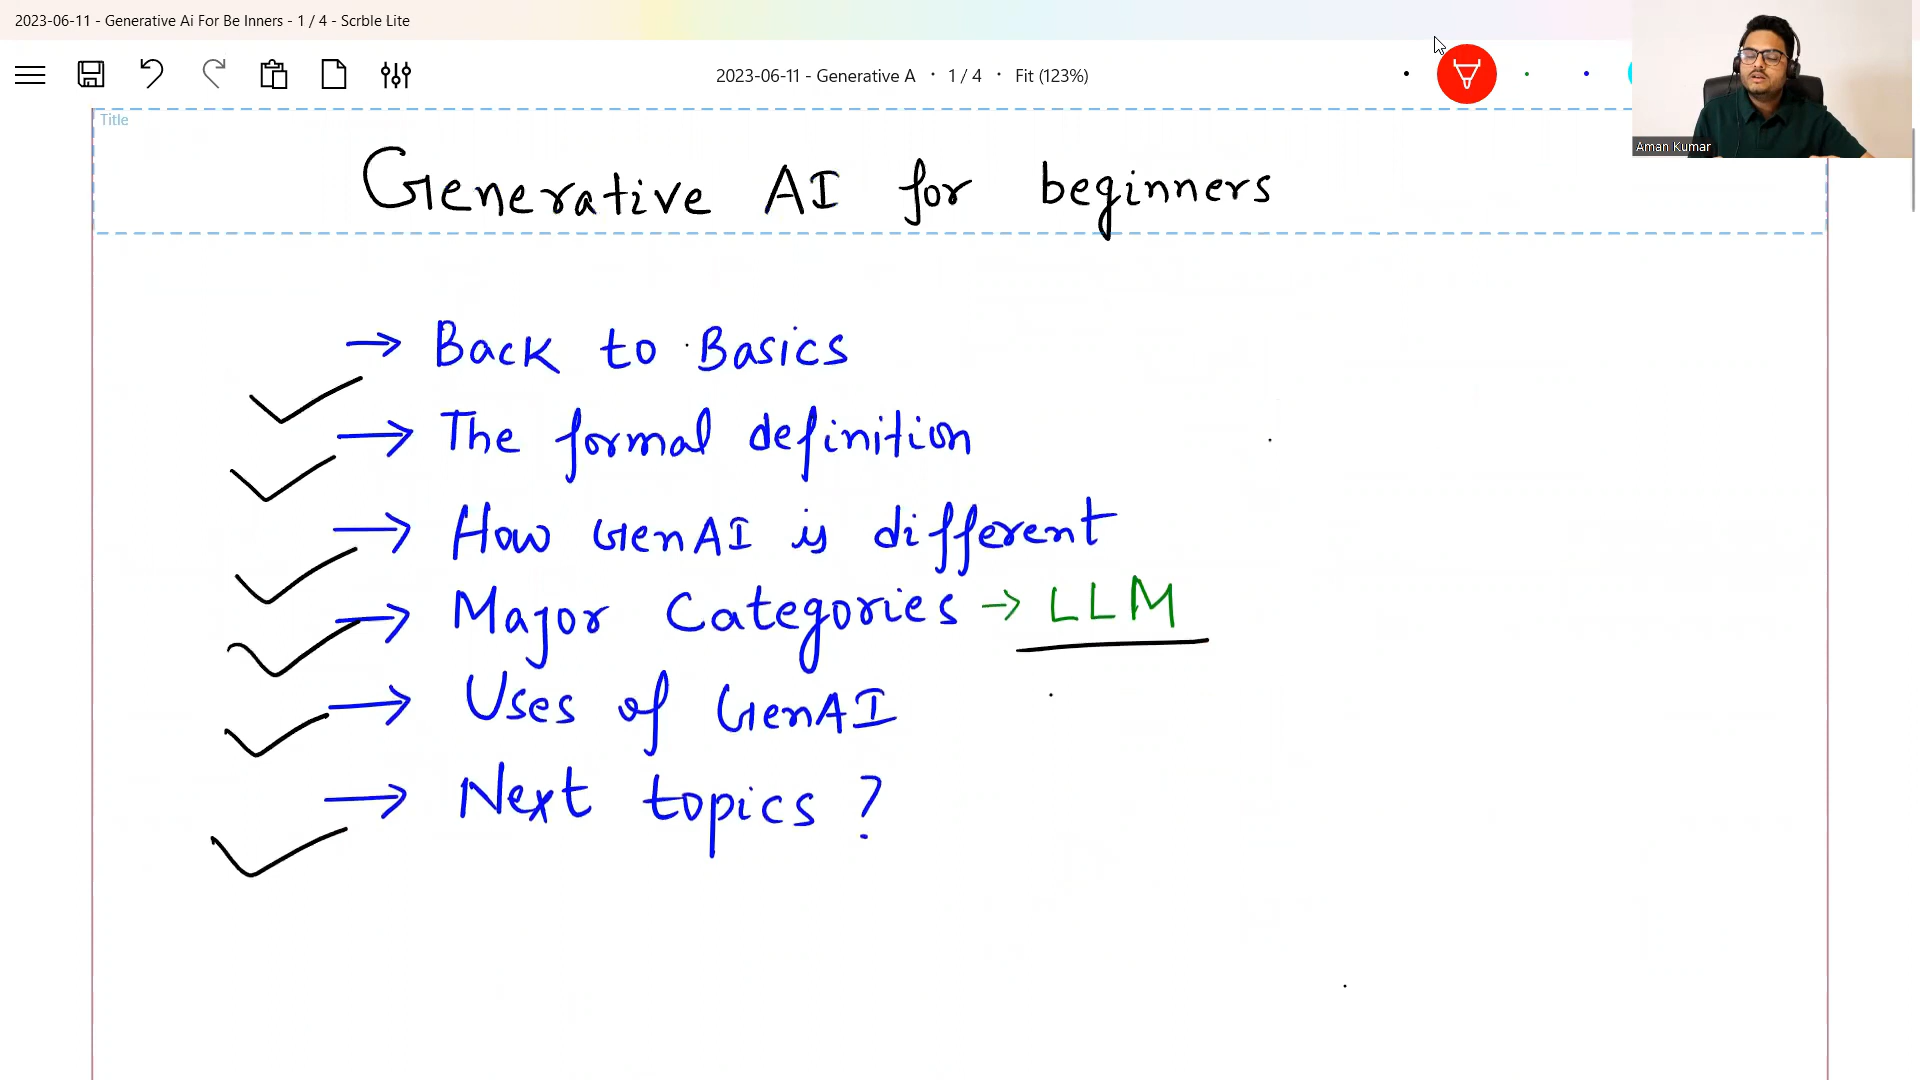 2023-06-11 - Generative Ai For Be Inners - 1 / 4 - Scrble Lite
2023-06-11 - Generative A · 1 / 4 · Fit (123%)
Aman Kumar
Title
Generative AI for beginners
→ Back to Basics
→ The formal definition
→ How GenAI is different
→ Major Categories → LLM
→ Uses of GenAI
→ Next topics ?